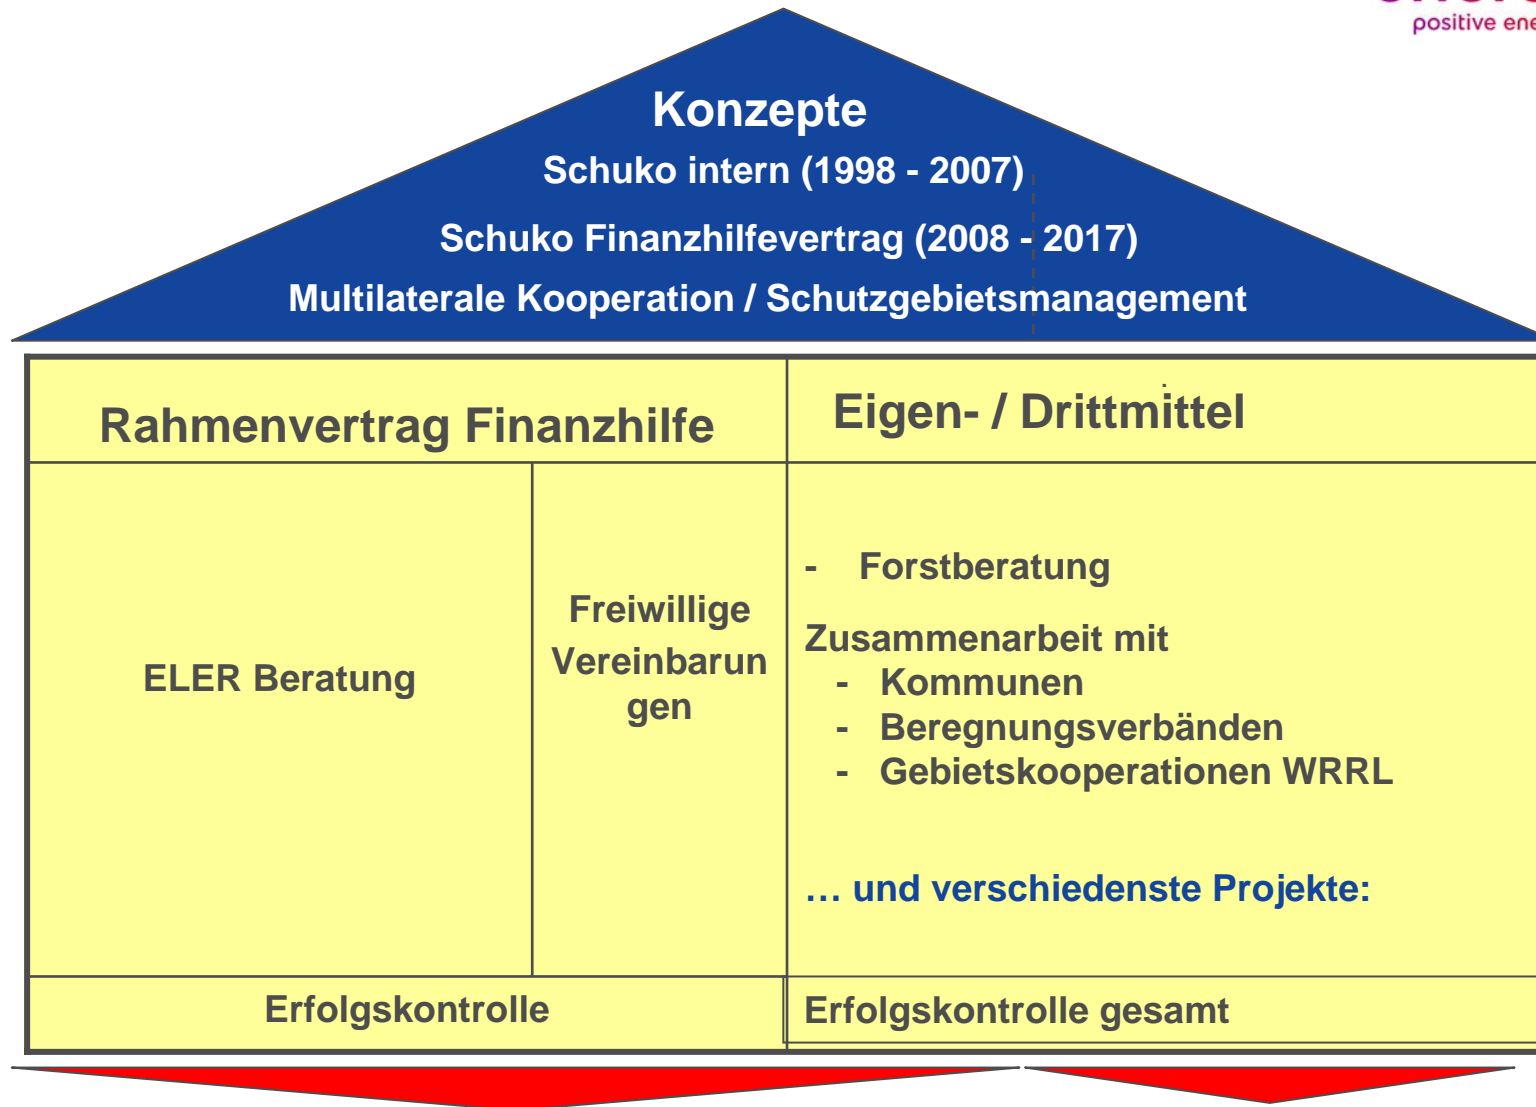 positive
Konzepte
Schuko intern (1998 - 2007)
Schuko Finanzhilfevertrag (2008 - 2017)
Multilaterale Kooperation / Schutzgebietsmanagement
Rahmenvertrag Finanzhilfe
Eigen- / Drittmittel
ELER Beratung
Freiwillige
Vereinbarun
gen
- Forstberatung
Zusammenarbeit mit
- Kommunen
- Beregnungsverbänden
- Gebietskooperationen WRRL
… und verschiedenste Projekte:
Erfolgskontrolle
Erfolgskontrolle gesamt